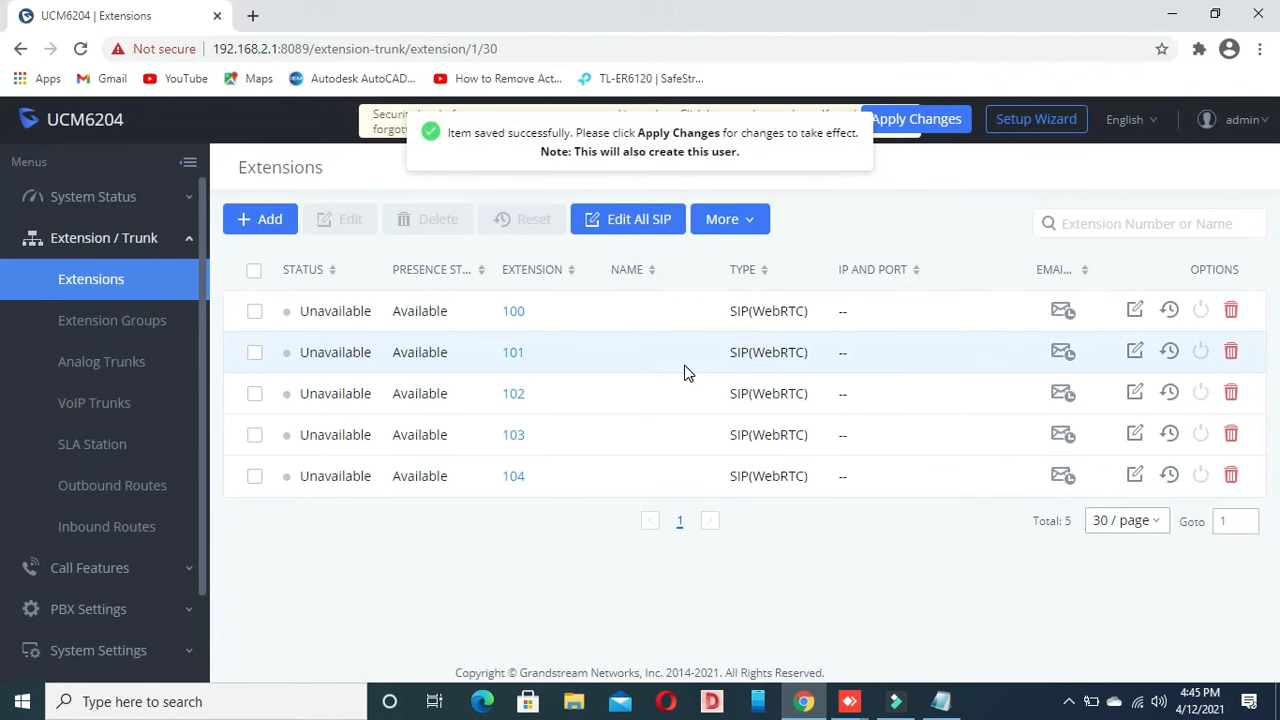 UCM6204 | Extensions
Not secure 192.168.2.1:8089/extension-trunk/extension/1/30
Apps Gmail YouTube Maps Autodesk AutoCAD... How to Remove Act... TL-ER6120 | SafeStr...
UCM6204
Apply Changes Setup Wizard English admin
Item saved successfully. Please click Apply Changes for changes to take effect.
Note: This will also create this user.
Menus
System Status
Extension / Trunk
Extensions
Extension Groups
Analog Trunks
VoIP Trunks
SLA Station
Outbound Routes
Inbound Routes
Call Features
PBX Settings
System Settings
Extensions
+ Add Edit Delete Reset Edit All SIP More
Extension Number or Name
STATUS PRESENCE ST... EXTENSION NAME TYPE IP AND PORT EMAI... OPTIONS
Unavailable Available 100 SIP(WebRTC) --
Unavailable Available 101 SIP(WebRTC) --
Unavailable Available 102 SIP(WebRTC) --
Unavailable Available 103 SIP(WebRTC) --
Unavailable Available 104 SIP(WebRTC) --
< 1 > Total: 5 30 / page Goto 1
Copyright © Grandstream Networks, Inc. 2014-2021. All Rights Reserved.
Type here to search
4:45 PM
4/12/2021